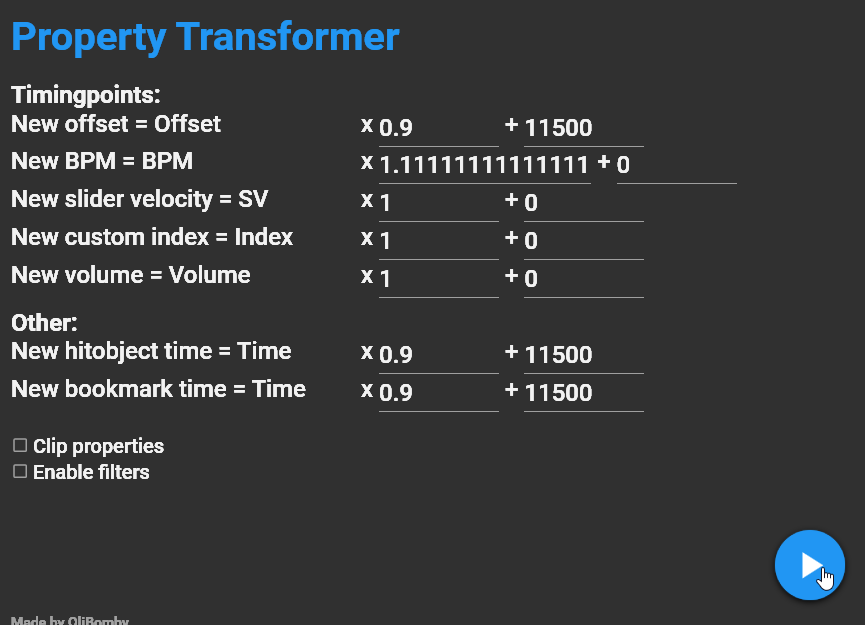 Property Transformer
Timingpoints:
New offset = Offset x 0.9 + 11500
New BPM = BPM x 1.11111111111111 + 0
New slider velocity = SV x 1 + 0
New custom index = Index x 1 + 0
New volume = Volume x 1 + 0
Other:
New hitobject time = Time x 0.9 + 11500
New bookmark time = Time x 0.9 + 11500
Clip properties
Enable filters
Made by OliBomby